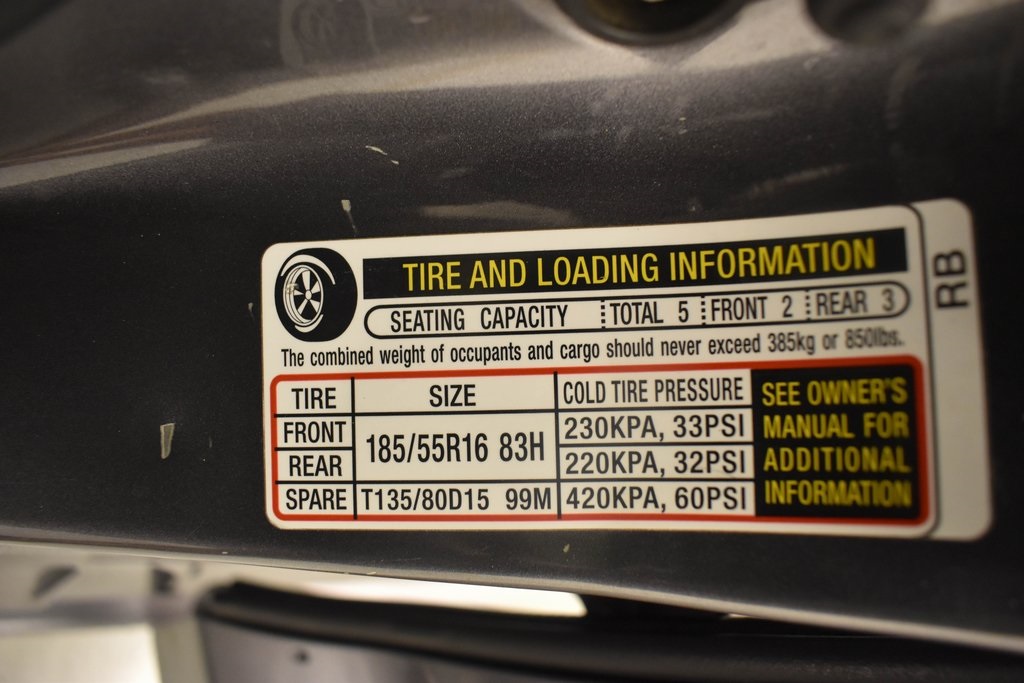 TIRE AND LOADING INFORMATION
SEATING CAPACITY TOTAL 5 FRONT 2 REAR 3
The combined weight of occupants and cargo should never exceed 385kg or 850lbs.
TIRE SIZE COLD TIRE PRESSURE
FRONT 185/55R16 83H 230KPA, 33PSI
REAR 220KPA, 32PSI
SPARE T135/80D15 99M 420KPA, 60PSI
SEE OWNER'S
MANUAL FOR
ADDITIONAL
INFORMATION
RB